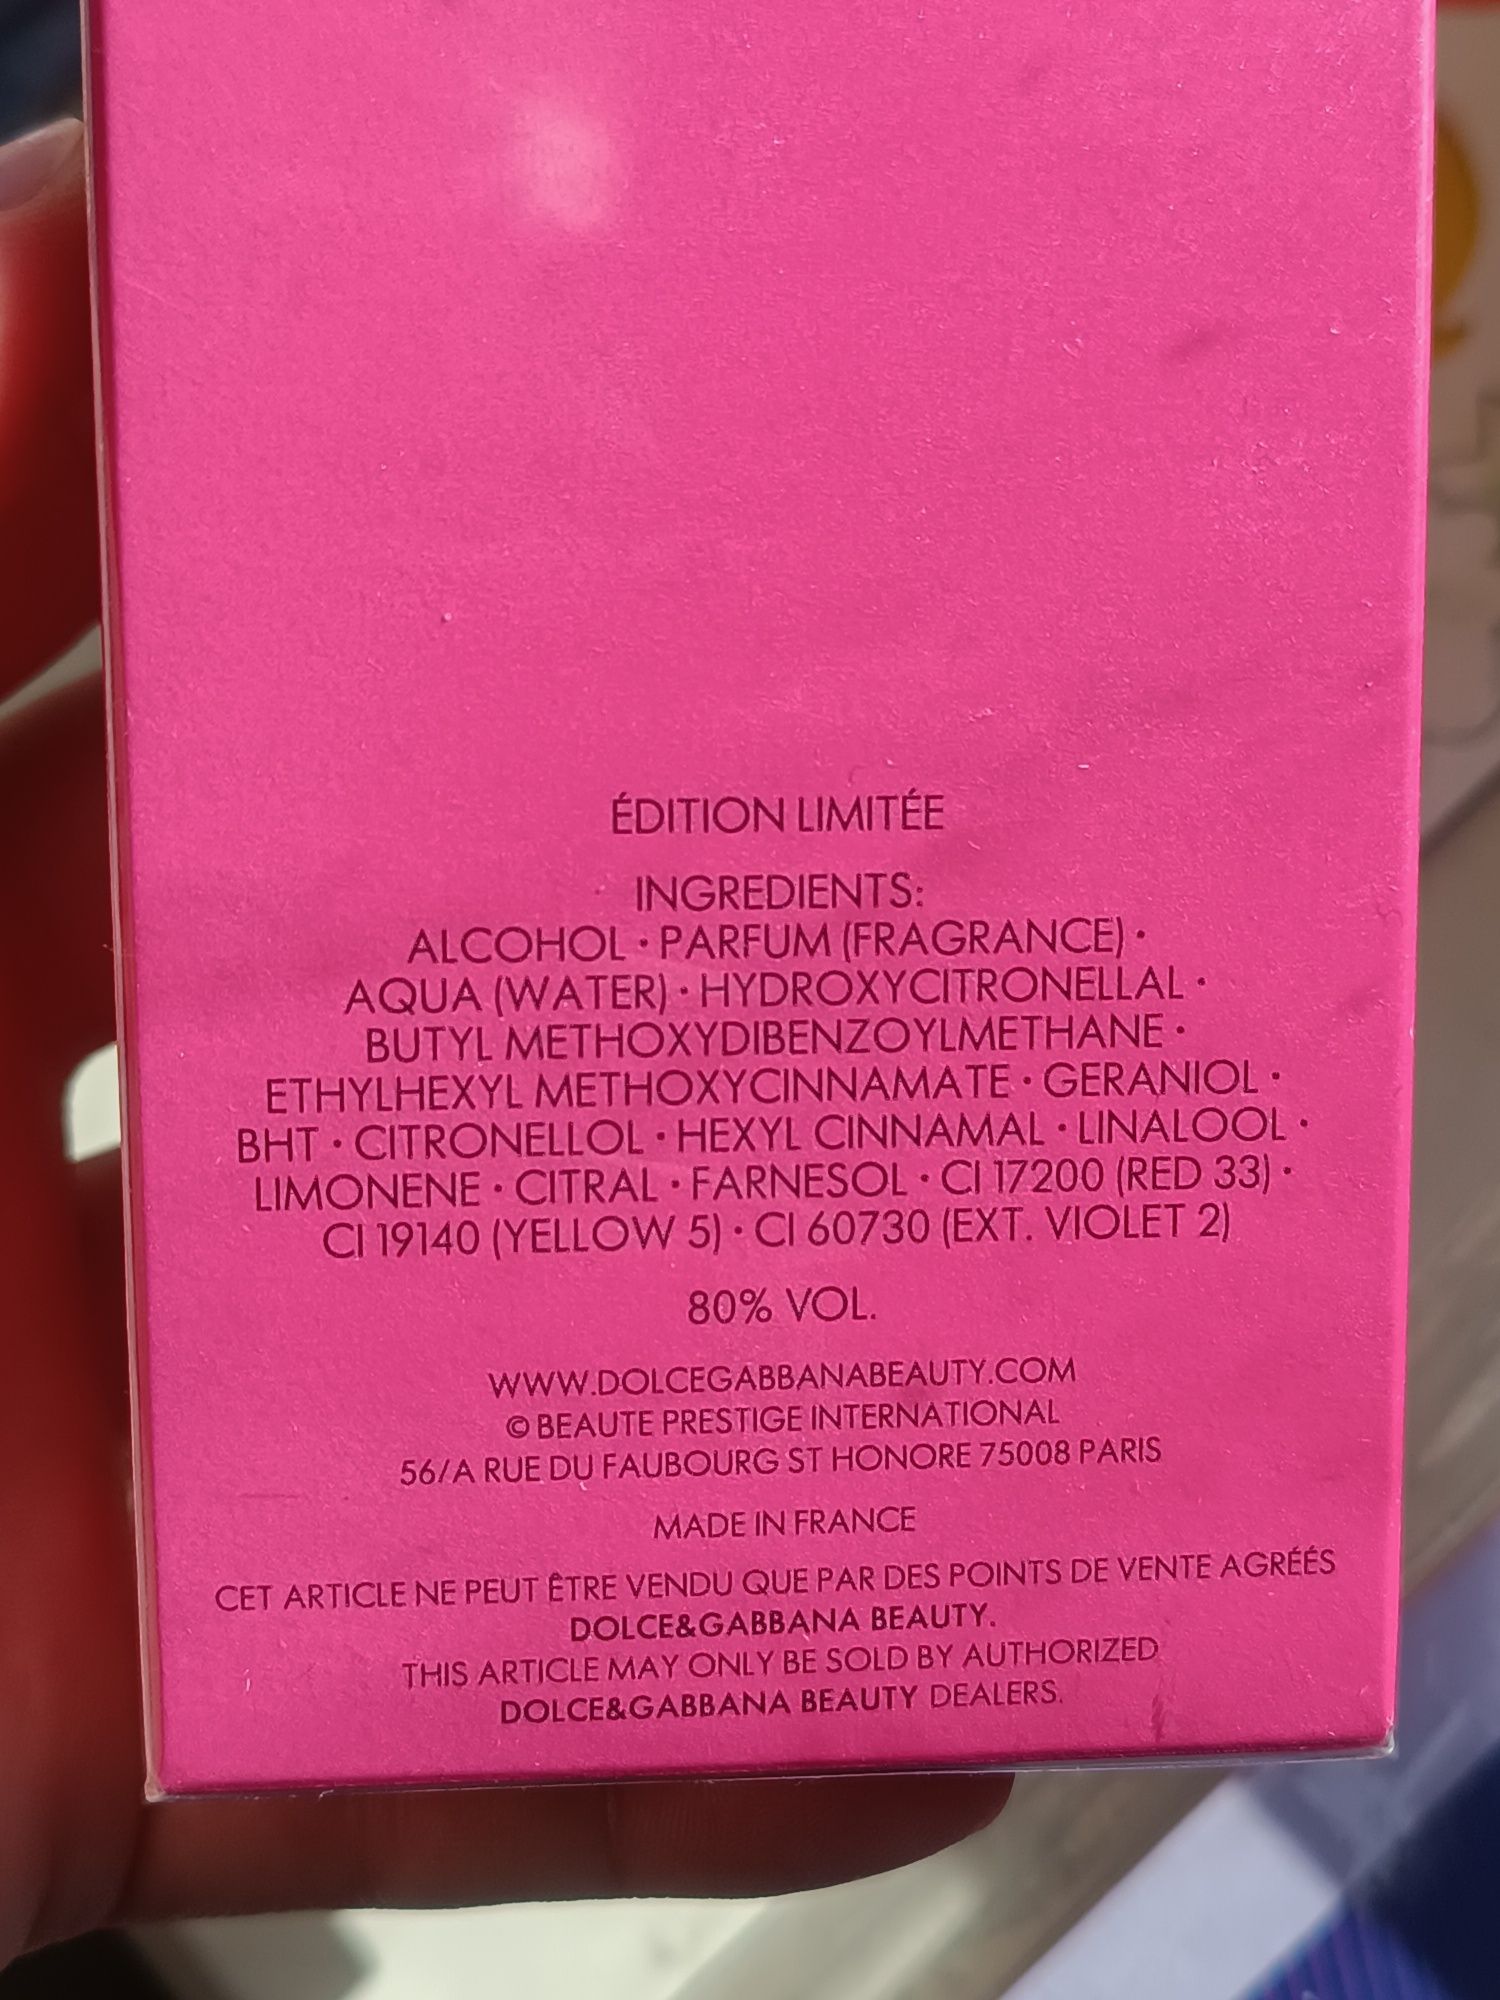 ÉDITION LIMITÉE
INGREDIENTS:
ALCOHOL • PARFUM (FRAGRANCE) •
AQUA (WATER) • HYDROXYCITRONELLAL •
BUTYL METHOXYDIBENZOYLMETHANE •
ETHYLHEXYL METHOXYCINNAMATE • GERANIOL •
BHT • CITRONELLOL • HEXYL CINNAMAL • LINALOOL •
LIMONENE • CITRAL • FARNESOL • CI 17200 (RED 33) •
CI 19140 (YELLOW 5) • CI 60730 (EXT. VIOLET 2)
80% VOL.
WWW.DOLCEGABBANABEAUTY.COM
© BEAUTE PRESTIGE INTERNATIONAL
56/A RUE DU FAUBOURG ST HONORE 75008 PARIS
MADE IN FRANCE
CET ARTICLE NE PEUT ÊTRE VENDU QUE PAR DES POINTS DE VENTE AGRÉÉS
DOLCE&GABBANA BEAUTY.
THIS ARTICLE MAY ONLY BE SOLD BY AUTHORIZED
DOLCE&GABBANA BEAUTY DEALERS.